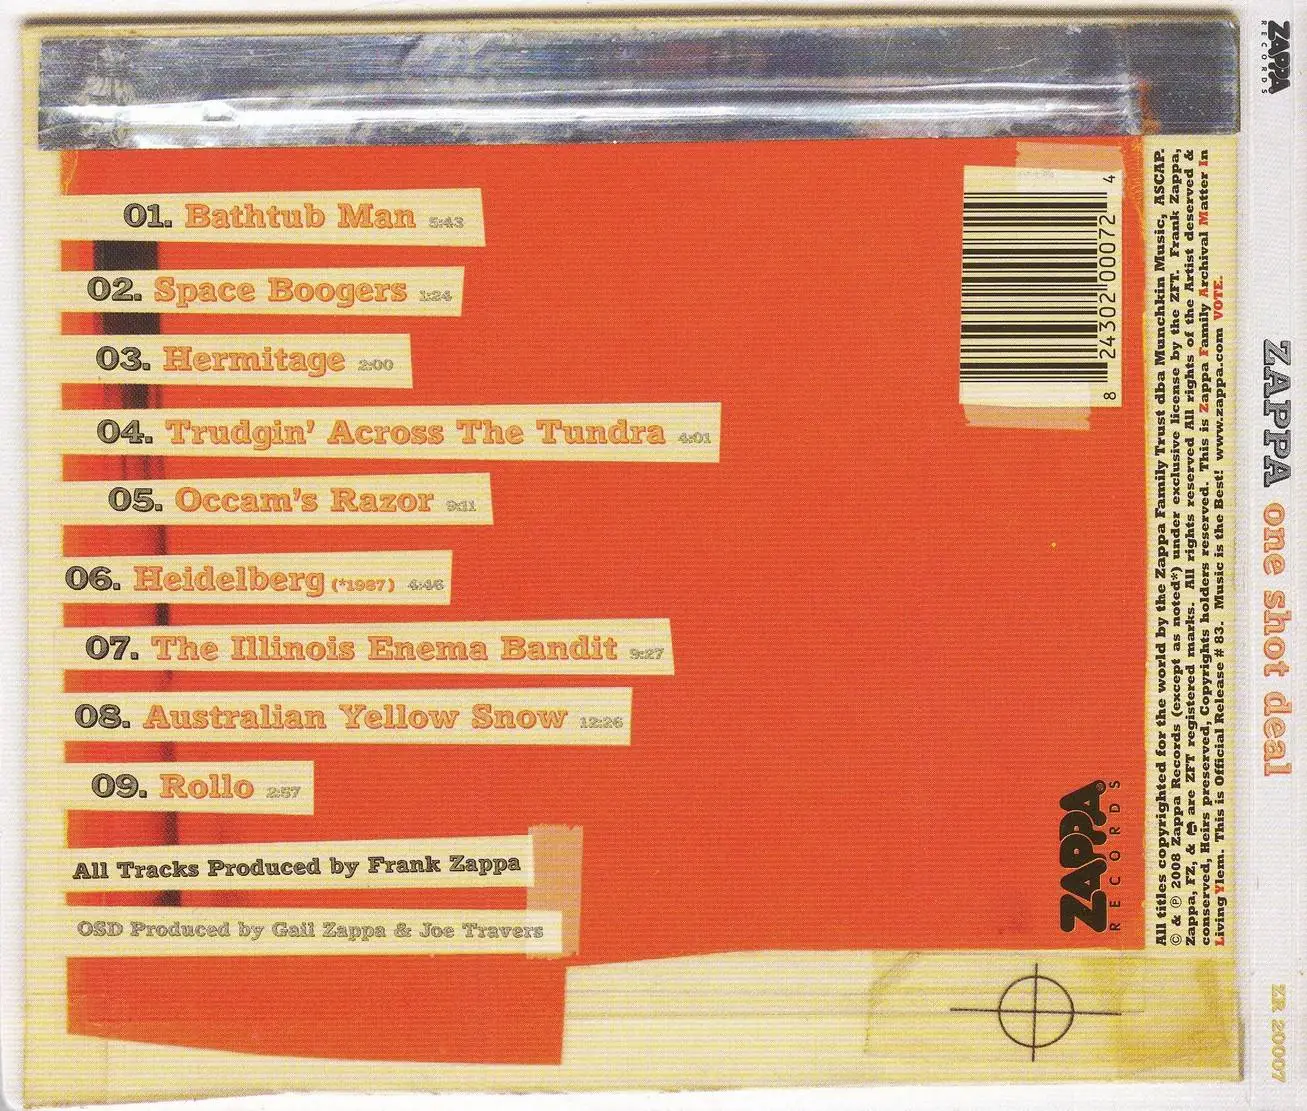 01. Bathtub Man 5:43
02. Space Boogers 1:24
03. Hermitage 2:00
04. Trudgin' Across The Tundra 4:01
05. Occam's Razor 9:11
06. Heidelberg (*1987) 4:46
07. The Illinois Enema Bandit 9:27
08. Australian Yellow Snow 12:26
09. Rollo 2:57
All Tracks Produced by Frank Zappa
OSD Produced by Gail Zappa & Joe Travers
8 24302 00072 4
ZAPPA
RECORDS
All titles copyrighted for the world by the Zappa Family Trust dba Munchkin Music, ASCAP.
© & ℗ 2008 Zappa Records (except as noted*) under exclusive license by the ZFT. Frank Zappa,
Zappa, FZ, & are ZFT registered marks. All rights reserved All rights of the Artist deserved &
conserved, Heirs preserved, Copyrights holders reserved. This is Zappa Family Archival Matter In
Living Ylem. This is Official Release # 83. Music is the Best! www.zappa.com VOTE.
ZAPPA
RECORDS
ZAPPA one shot deal
ZR 20007